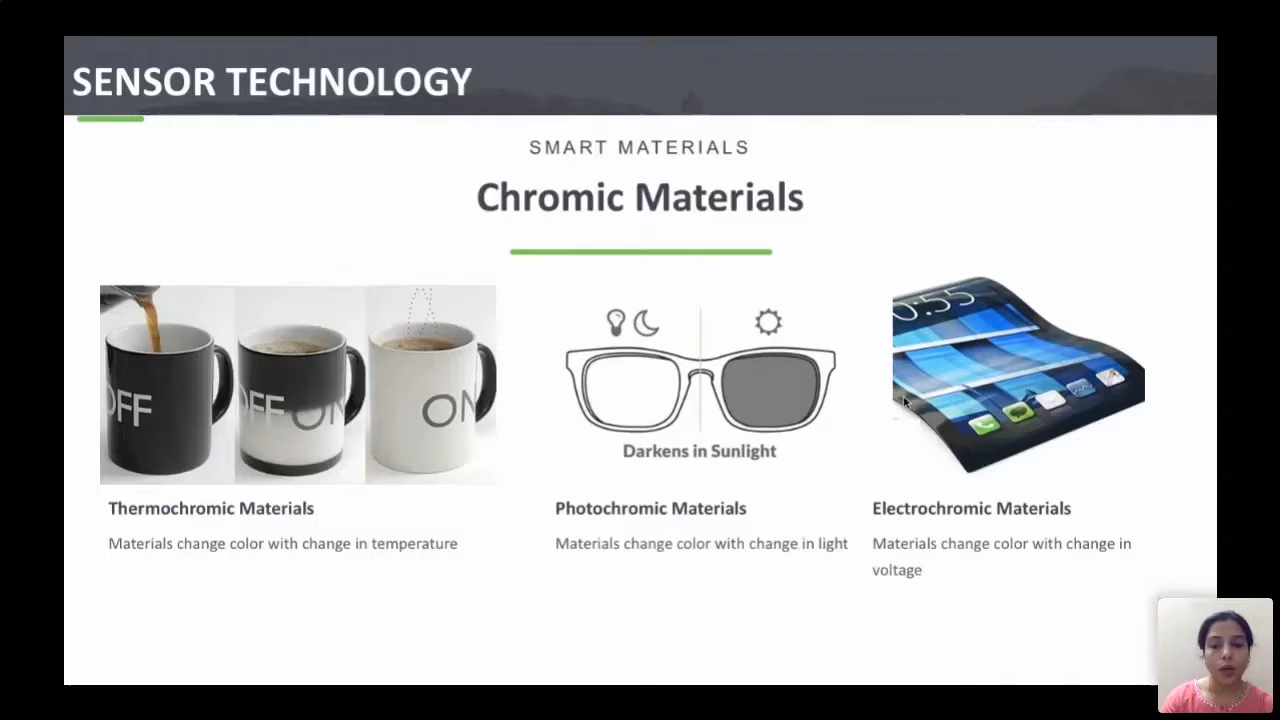 SENSOR TECHNOLOGY
SMART MATERIALS
Chromic Materials
OFF
OFF ON
ON
0:55
Darkens in Sunlight
Thermochromic Materials
Materials change color with change in temperature
Photochromic Materials
Materials change color with change in light
Electrochromic Materials
Materials change color with change in
voltage